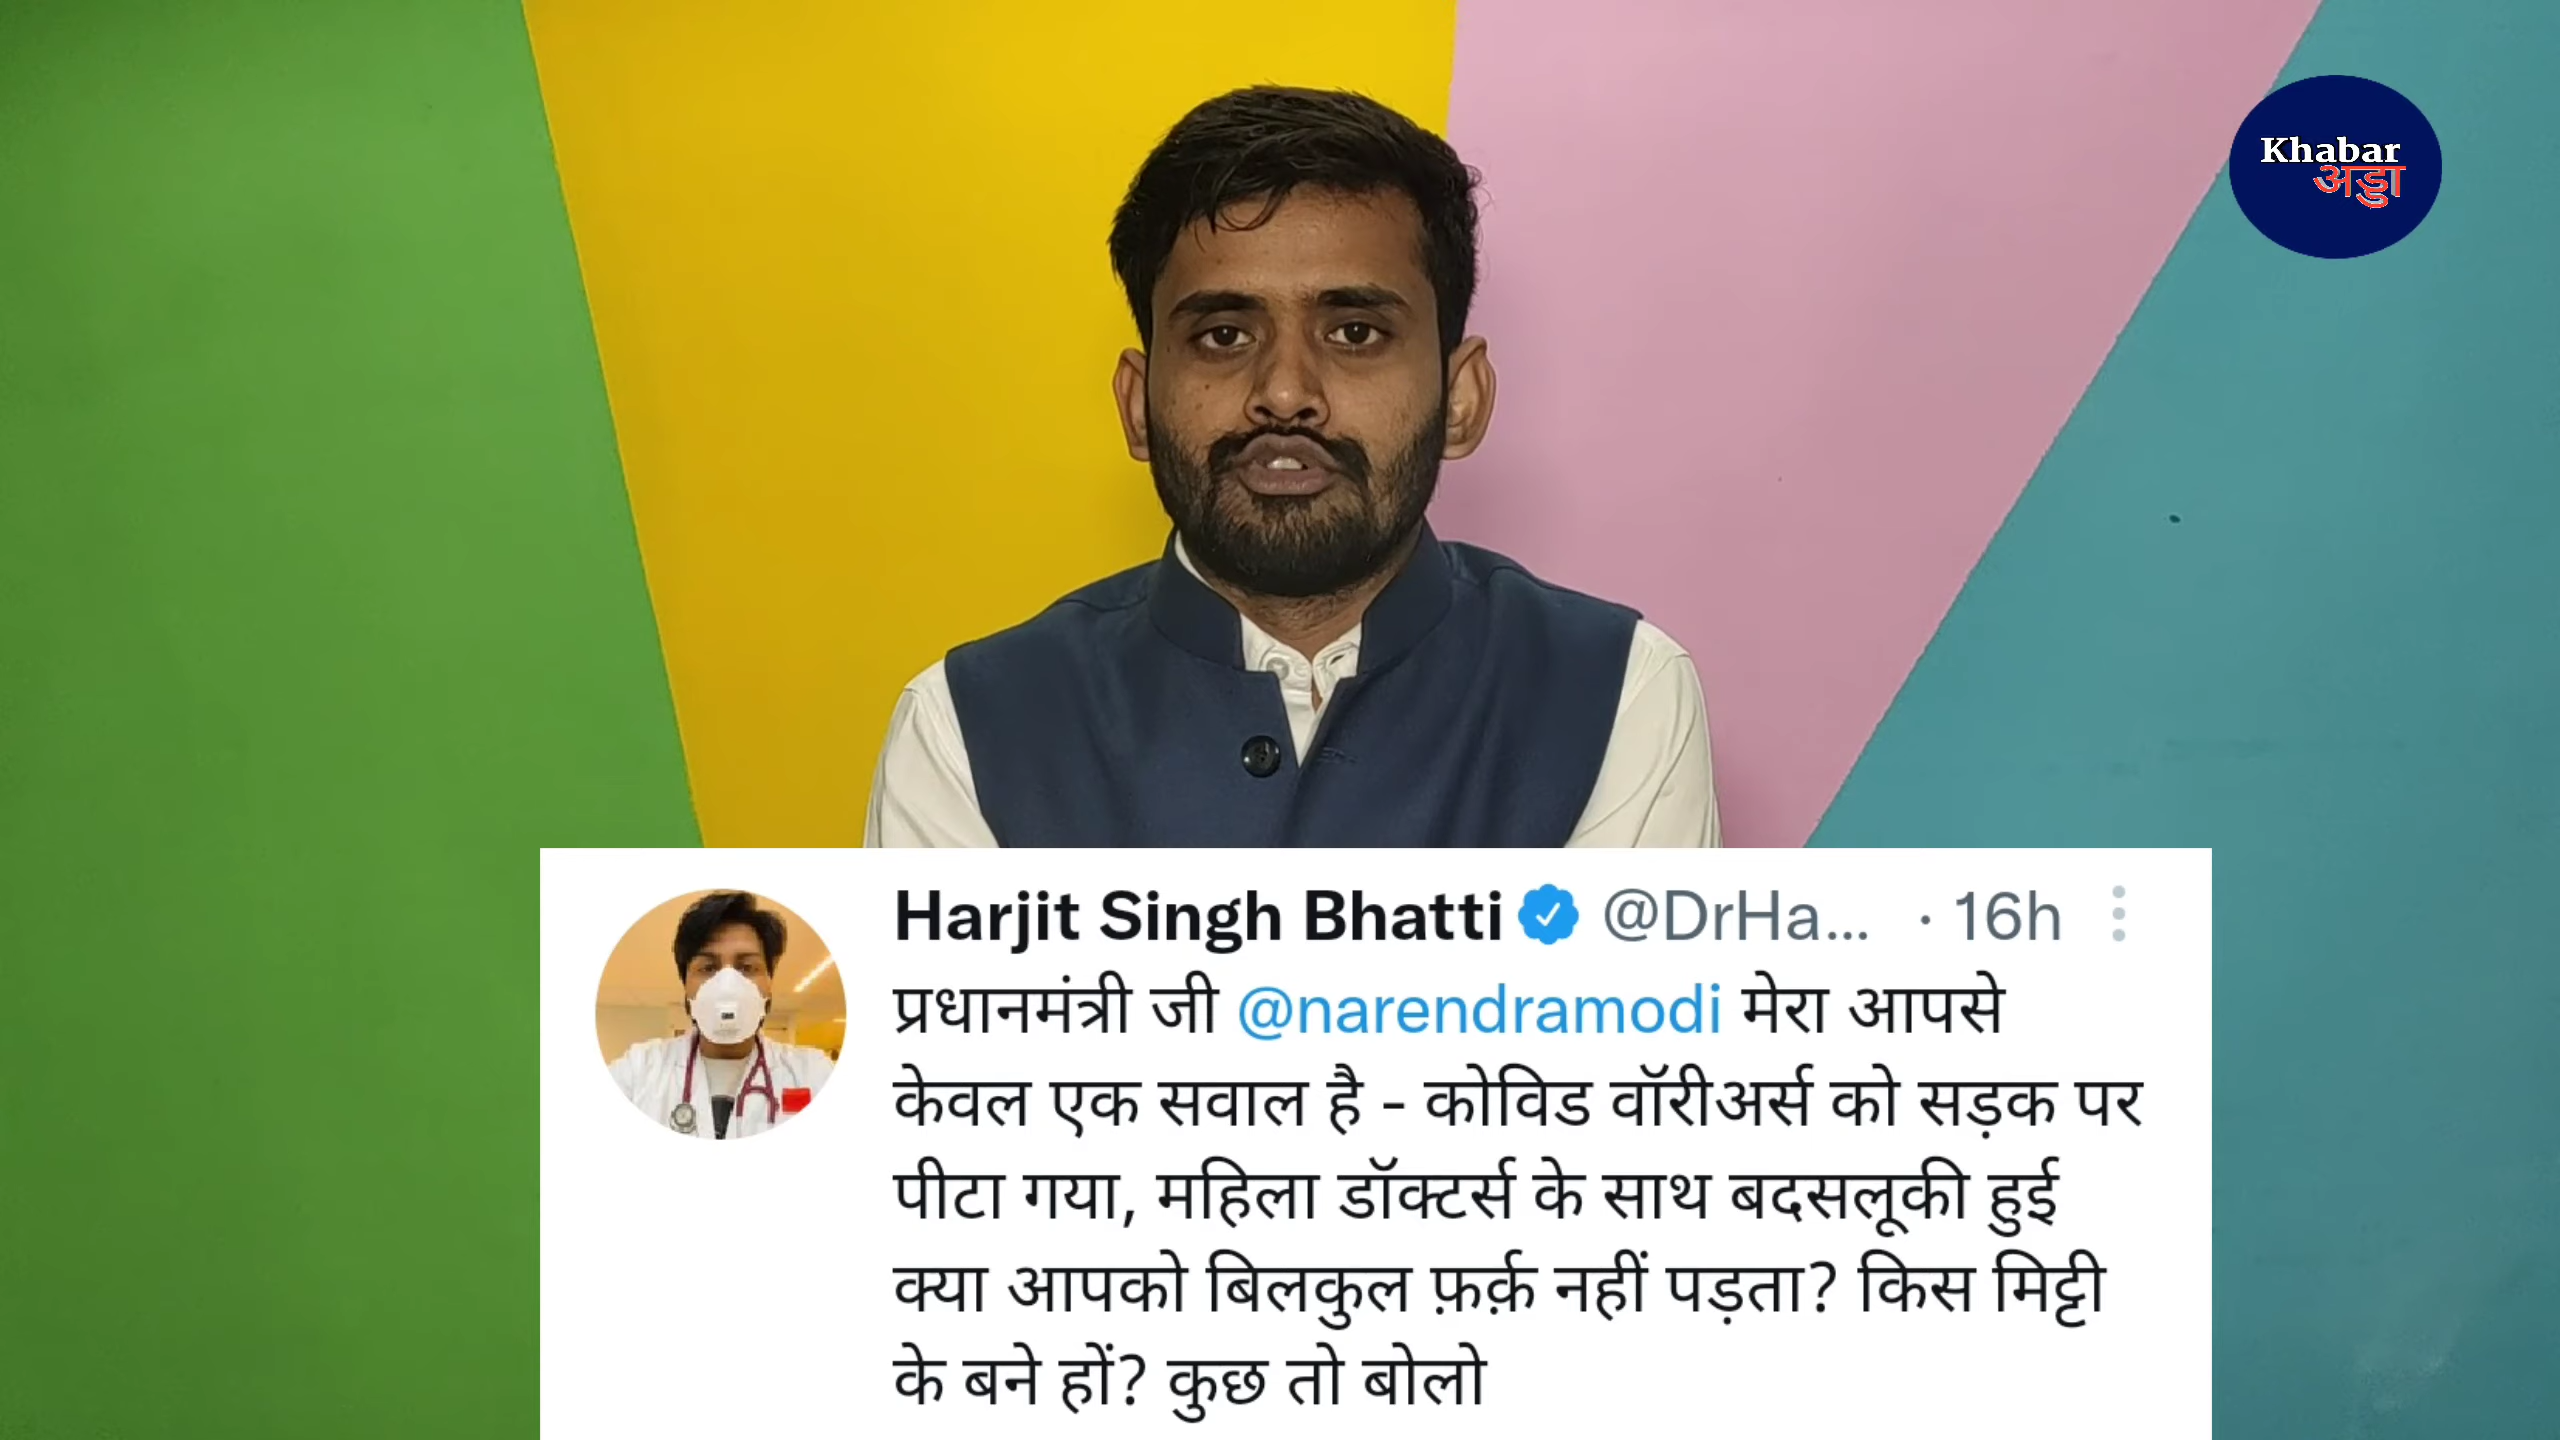 Khabar
अड्डा
Harjit Singh Bhatti @DrHa... · 16h
प्रधानमंत्री जी @narendramodi मेरा आपसे
केवल एक सवाल है - कोविड वॉरीअर्स को सड़क पर
पीटा गया, महिला डॉक्टर्स के साथ बदसलूकी हुई
क्या आपको बिलकुल फ़र्क़ नहीं पड़ता? किस मिट्टी
के बने हों? कुछ तो बोलो